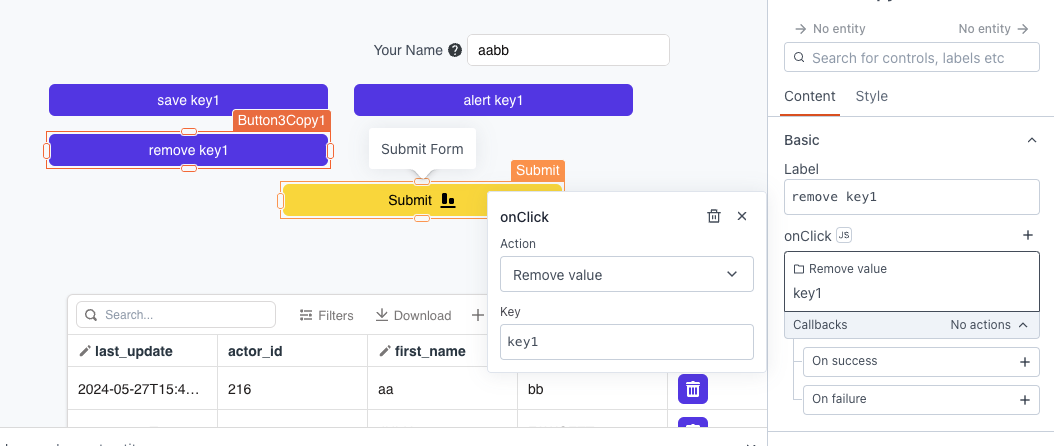 No entity
No entity
Your Name
aabb
Search for controls, labels etc
save key1
alert key1
Content
Style
Button3Copy1
remove key1
Submit Form
Basic
Submit
Label
Submit
remove key1
onClick
Action
Remove value
Key
key1
onClick JS
Remove value
key1
Callbacks
No actions
On success
On failure
Search...
Filters
Download
last_update
actor_id
first_name
2024-05-27T15:4...
216
aa
bb